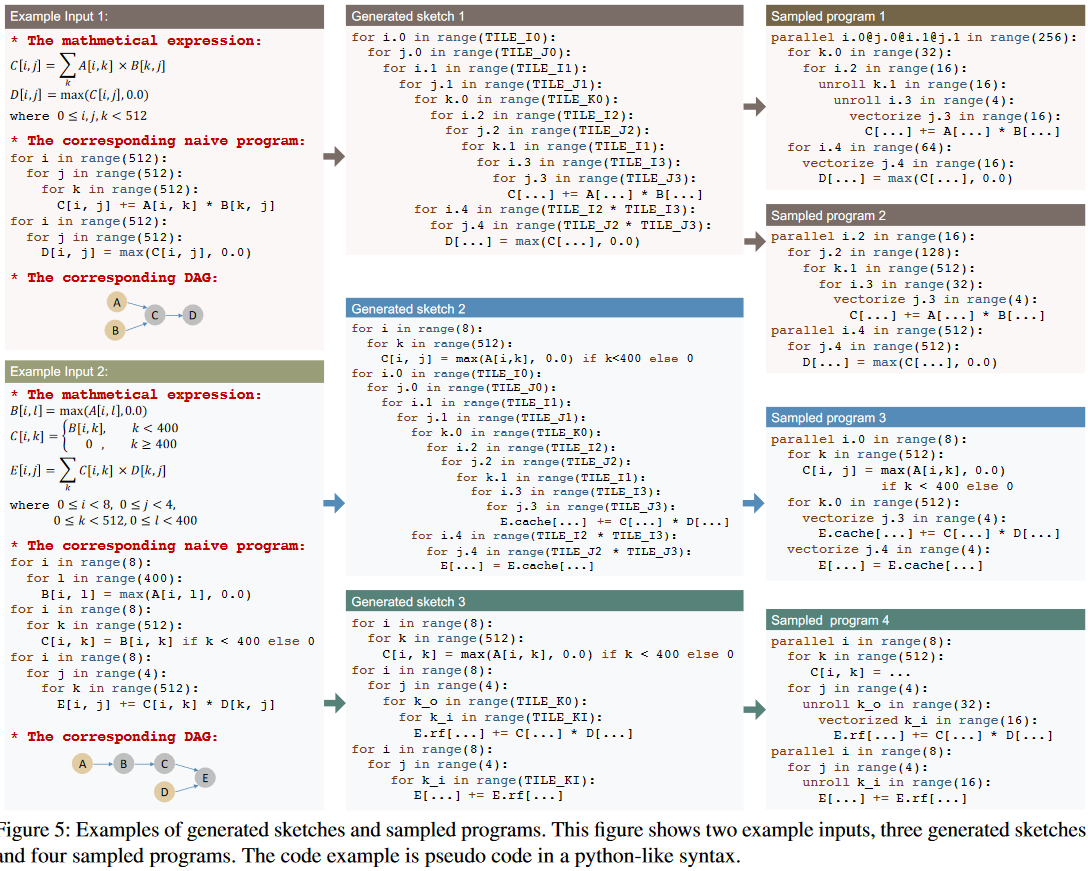 Example Input 1:
* The mathmetical expression:
C[i,j] = ∑ A[i,k] × B[k,j]
k
D[i,j] = max(C[i,j],0.0)
where 0 ≤ i,j,k < 512
* The corresponding naive program:
for i in range(512):
for j in range(512):
for k in range(512):
C[i, j] += A[i, k] * B[k, j]
for i in range(512):
for j in range(512):
D[i, j] = max(C[i, j], 0.0)
* The corresponding DAG:
A
B
C
D
Example Input 2:
* The mathmetical expression:
B[i,l] = max(A[i,l],0.0)
C[i,k] = { B[i,k], k < 400
0 , k ≥ 400
E[i,j] = ∑ C[i,k] × D[k,j]
k
where 0 ≤ i < 8, 0 ≤ j < 4,
0 ≤ k < 512, 0 ≤ l < 400
* The corresponding naive program:
for i in range(8):
for l in range(400):
B[i, l] = max(A[i, l], 0.0)
for i in range(8):
for k in range(512):
C[i, k] = B[i, k] if k < 400 else 0
for i in range(8):
for j in range(4):
for k in range(512):
E[i, j] += C[i, k] * D[k, j]
* The corresponding DAG:
A
B
C
D
E
Generated sketch 1
for i.0 in range(TILE_I0):
for j.0 in range(TILE_J0):
for i.1 in range(TILE_I1):
for j.1 in range(TILE_J1):
for k.0 in range(TILE_K0):
for i.2 in range(TILE_I2):
for j.2 in range(TILE_J2):
for k.1 in range(TILE_I1):
for i.3 in range(TILE_I3):
for j.3 in range(TILE_J3):
C[...] += A[...] * B[...]
for i.4 in range(TILE_I2 * TILE_I3):
for j.4 in range(TILE_J2 * TILE_J3):
D[...] = max(C[...], 0.0)
Generated sketch 2
for i in range(8):
for k in range(512):
C[i, j] = max(A[i,k], 0.0) if k<400 else 0
for i.0 in range(TILE_I0):
for j.0 in range(TILE_J0):
for i.1 in range(TILE_I1):
for j.1 in range(TILE_J1):
for k.0 in range(TILE_K0):
for i.2 in range(TILE_I2):
for j.2 in range(TILE_J2):
for k.1 in range(TILE_I1):
for i.3 in range(TILE_I3):
for j.3 in range(TILE_J3):
E.cache[...] += C[...] * D[...]
for i.4 in range(TILE_I2 * TILE_I3):
for j.4 in range(TILE_J2 * TILE_J3):
E[...] = E.cache[...]
Generated sketch 3
for i in range(8):
for k in range(512):
C[i, k] = max(A[i, k], 0.0) if k < 400 else 0
for i in range(8):
for j in range(4):
for k_o in range(TILE_K0):
for k_i in range(TILE_KI):
E.rf[...] += C[...] * D[...]
for i in range(8):
for j in range(4):
for k_i in range(TILE_KI):
E[...] += E.rf[...]
Sampled program 1
parallel i.0@j.0@i.1@j.1 in range(256):
for k.0 in range(32):
for i.2 in range(16):
unroll k.1 in range(16):
unroll i.3 in range(4):
vectorize j.3 in range(16):
C[...] += A[...] * B[...]
for i.4 in range(64):
vectorize j.4 in range(16):
D[...] = max(C[...], 0.0)
Sampled program 2
parallel i.2 in range(16):
for j.2 in range(128):
for k.1 in range(512):
for i.3 in range(32):
vectorize j.3 in range(4):
C[...] += A[...] * B[...]
parallel i.4 in range(512):
for j.4 in range(512):
D[...] = max(C[...], 0.0)
Sampled program 3
parallel i.0 in range(8):
for k in range(512):
C[i, j] = max(A[i,k], 0.0)
if k < 400 else 0
for k.0 in range(512):
vectorize j.3 in range(4):
E.cache[...] += C[...] * D[...]
vectorize j.4 in range(4):
E[...] = E.cache[...]
Sampled program 4
parallel i in range(8):
for k in range(512):
C[i, k] = ...
for j in range(4):
unroll k_o in range(32):
vectorized k_i in range(16):
E.rf[...] += C[...] * D[...]
parallel i in range(8):
for j in range(4):
unroll k_i in range(16):
E[...] += E.rf[...]
Figure 5: Examples of generated sketches and sampled programs. This figure shows two example inputs, three generated sketches
and four sampled programs. The code example is pseudo code in a python-like syntax.